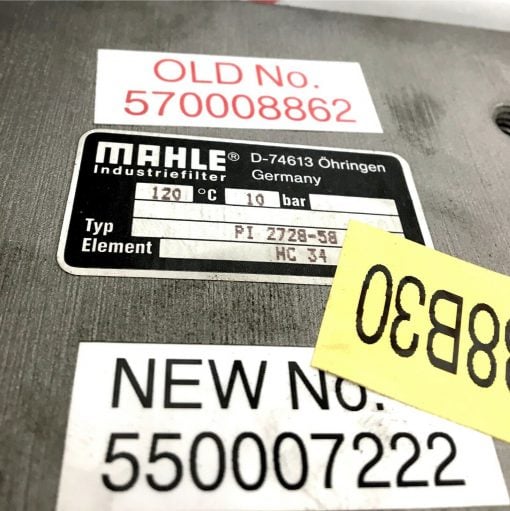 OLD No.
570008862
MAHLE® D-74613 Öhringen
Industriefilter Germany
120 °C 10 bar
Typ PI 2728-58
Element HC 34
88B30
NEW No.
550007222